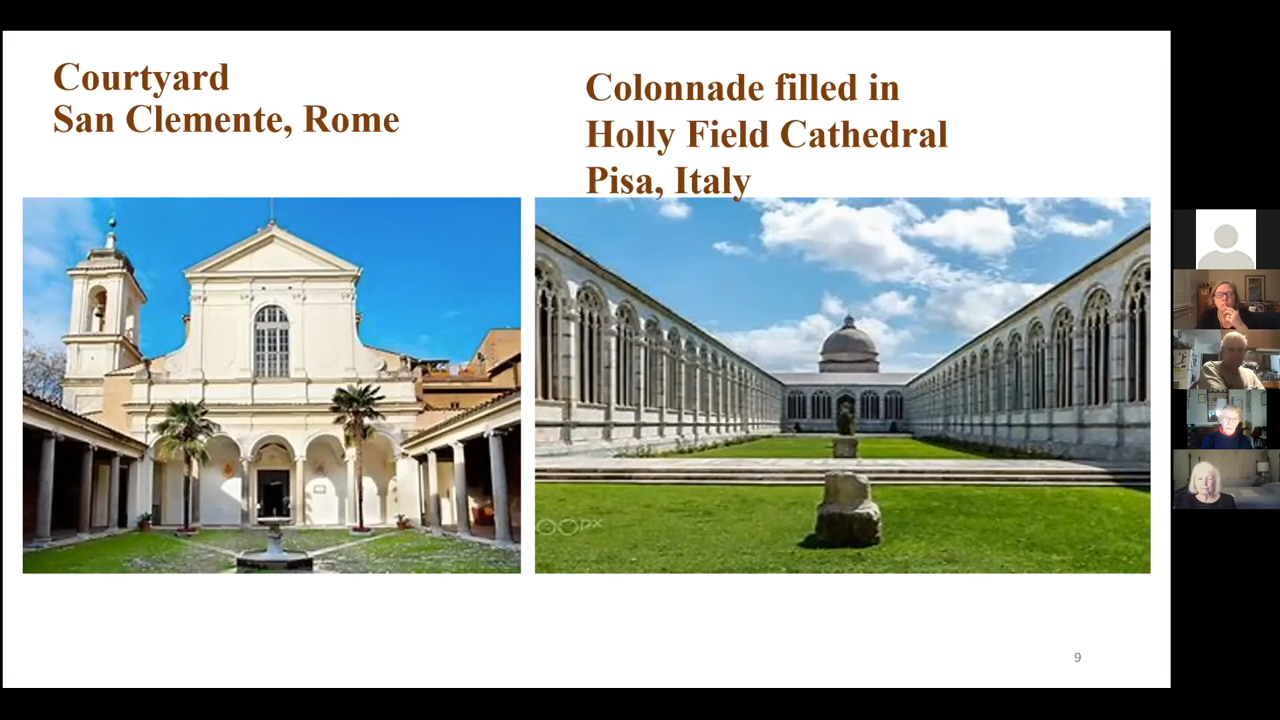 Courtyard
San Clemente, Rome
Colonnade filled in
Holly Field Cathedral
Pisa, Italy
9